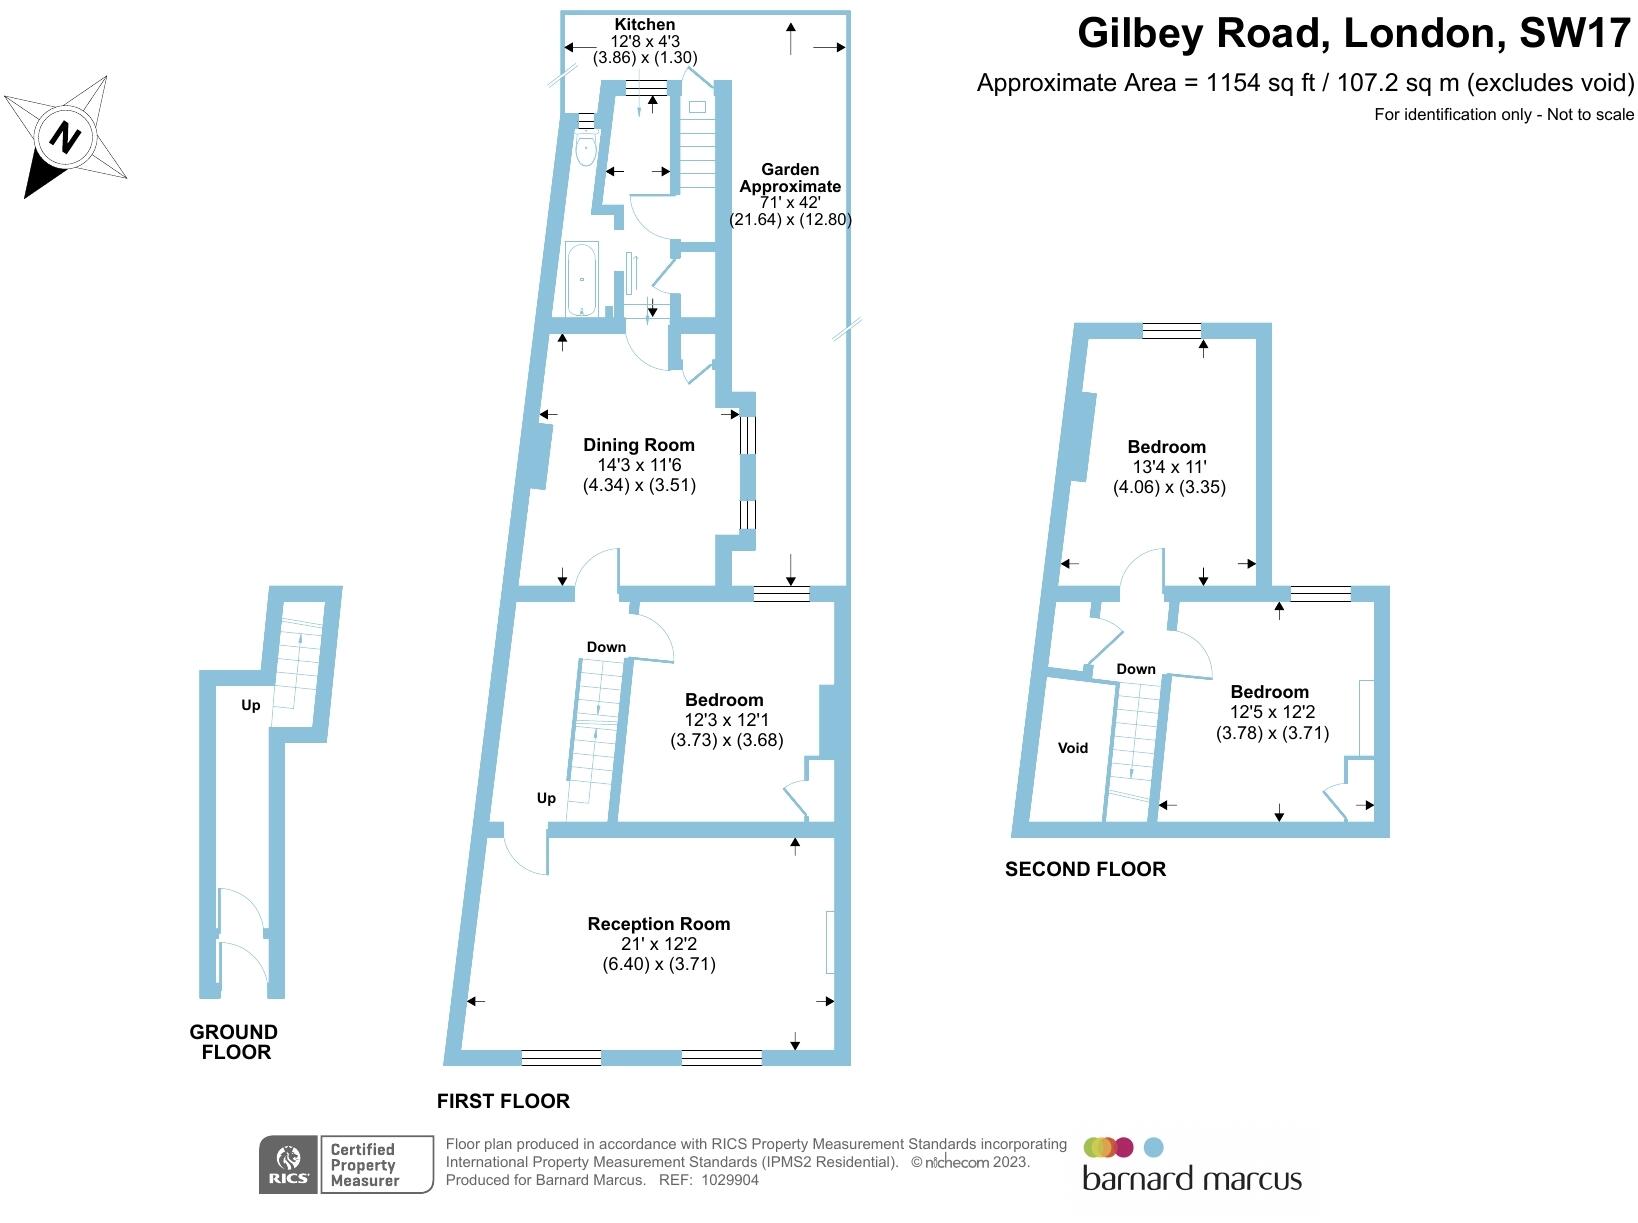 Gilbey Road, London, SW17
Approximate Area = 1154 sq ft / 107.2 sq m (excludes void)
For identification only - Not to scale
N
Kitchen
12'8 x 4'3
(3.86) x (1.30)
Garden
Approximate
71' x 42'
(21.64) x (12.80)
Dining Room
14'3 x 11'6
(4.34) x (3.51)
Down
Bedroom
12'3 x 12'1
(3.73) x (3.68)
Up
Reception Room
21' x 12'2
(6.40) x (3.71)
FIRST FLOOR
Up
GROUND
FLOOR
Bedroom
13'4 x 11'
(4.06) x (3.35)
Down
Bedroom
12'5 x 12'2
(3.78) x (3.71)
Void
SECOND FLOOR
RICS
Certified
Property
Measurer
Floor plan produced in accordance with RICS Property Measurement Standards incorporating
International Property Measurement Standards (IPMS2 Residential). © nichecom 2023.
Produced for Barnard Marcus. REF: 1029904
barnard marcus